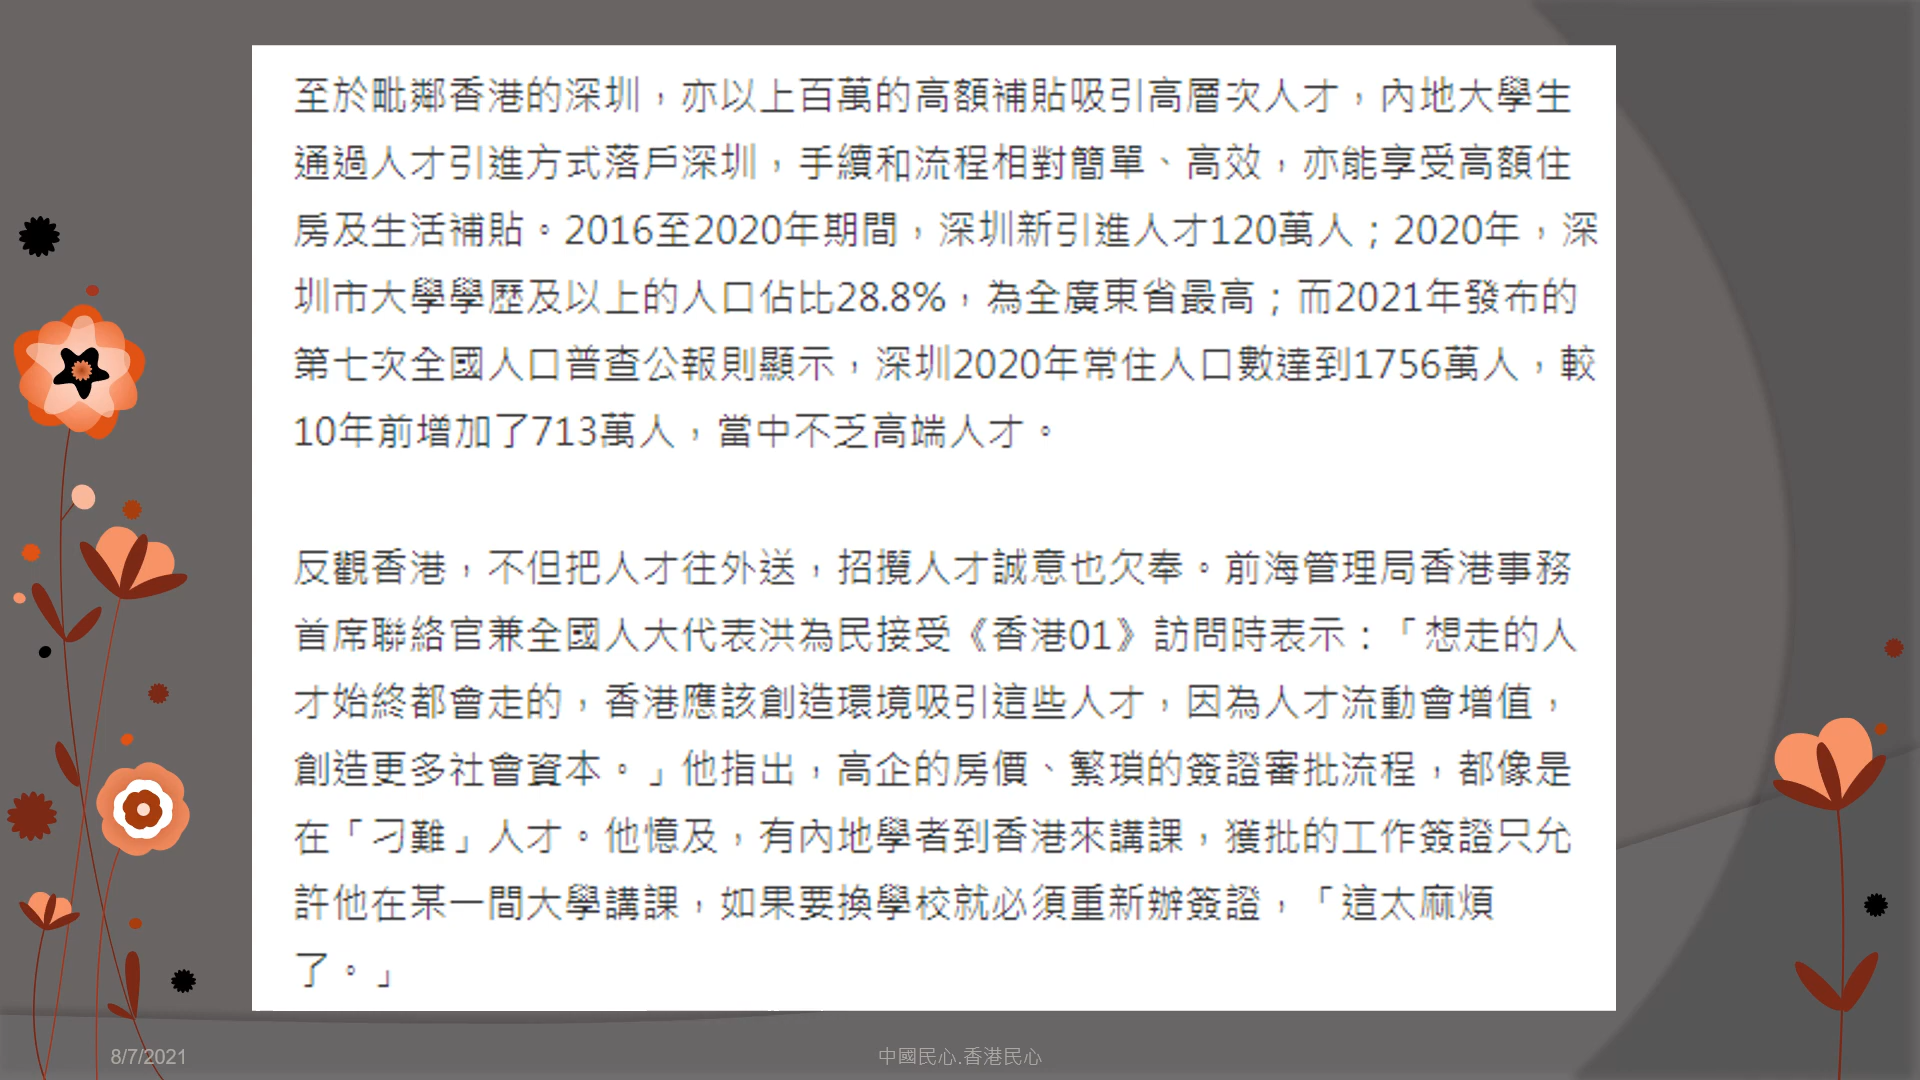 至於毗鄰香港的深圳，亦以上百萬的高額補貼吸引高層次人才，內地大學生
通過人才引進方式落戶深圳，手續和流程相對簡單、高效，亦能享受高額住
房及生活補貼。2016至2020年期間，深圳新引進人才120萬人；2020年，深
圳市大學學歷及以上的人口佔比28.8%，為全廣東省最高；而2021年發布的
第七次全國人口普查公報則顯示，深圳2020年常住人口數達到1756萬人，較
10年前增加了713萬人，當中不乏高端人才。
反觀香港，不但把人才往外送，招攬人才誠意也欠奉。前海管理局香港事務
首席聯絡官兼全國人大代表洪為民接受《香港01》訪問時表示：「想走的人
才始終都會走的，香港應該創造環境吸引這些人才，因為人才流動會增值，
創造更多社會資本。」他指出，高企的房價、繁瑣的簽證審批流程，都像是
在「刁難」人才。他憶及，有內地學者到香港來講課，獲批的工作簽證只允
許他在某一間大學講課，如果要換學校就必須重新辦簽證，「這太麻煩
了。」
8/7/2021
中國民心.香港民心